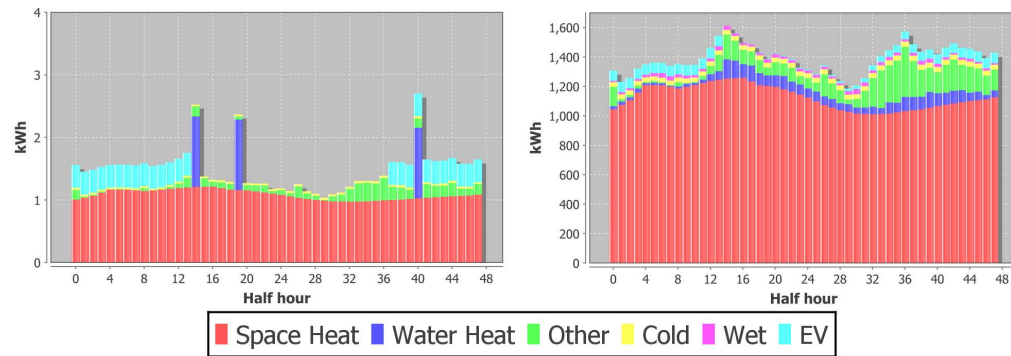 4
3
2
1
0
kWh
0 4 8 12 16 20 24 28 32 36 40 44 48
Half hour
1,600
1,400
1,200
1,000
800
600
400
200
0
kWh
0 4 8 12 16 20 24 28 32 36 40 44 48
Half hour
Space Heat Water Heat Other Cold Wet EV